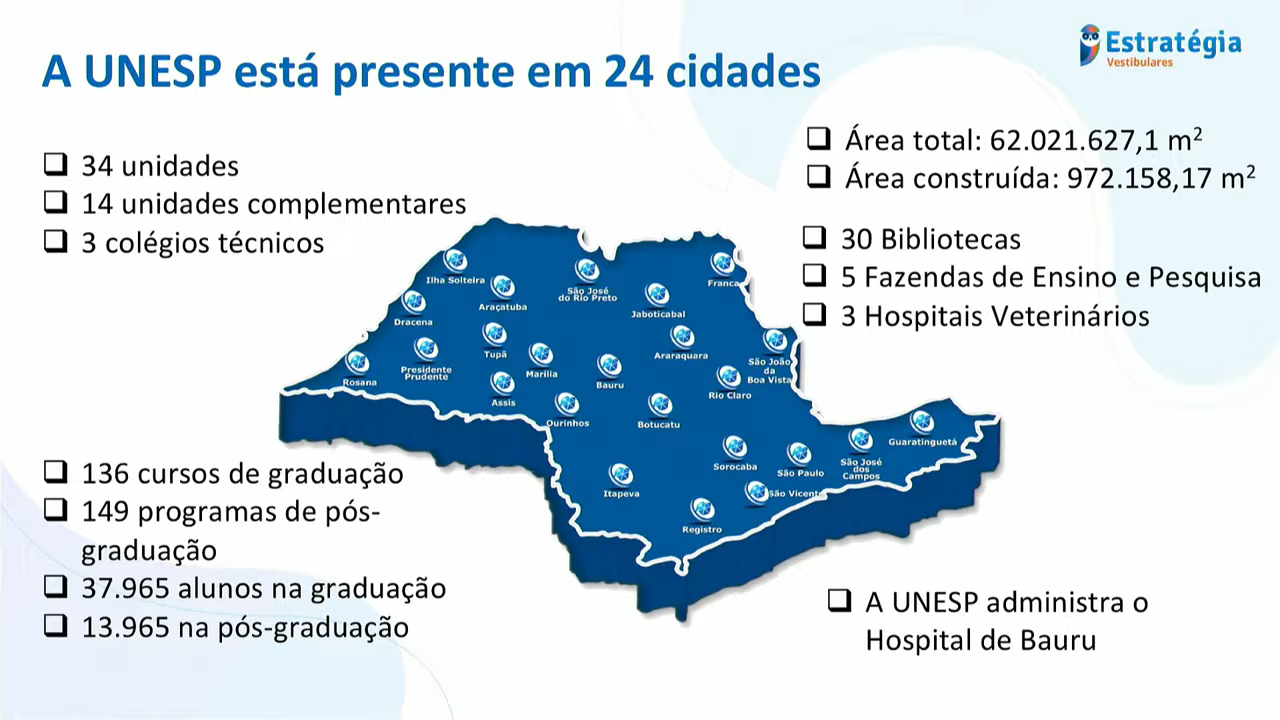 A UNESP está presente em 24 cidades
Estratégia
Vestibulares
❑ 34 unidades
❑ 14 unidades complementares
❑ 3 colégios técnicos
❑ Área total: 62.021.627,1 m²
❑ Área construída: 972.158,17 m²
❑ 30 Bibliotecas
❑ 5 Fazendas de Ensino e Pesquisa
❑ 3 Hospitais Veterinários
Ilha Solteira
Araçatuba
São José
do Rio Preto
Jaboticabal
Franca
Dracena
Tupã
Marília
Araraquara
São João
da
Boa Vista
Rosana
Presidente
Prudente
Assis
Bauru
Rio Claro
Ourinhos
Botucatu
Guaratinguetá
Sorocaba
São Paulo
São José
dos
Campos
Itapeva
São Vicente
Registro
❑ 136 cursos de graduação
❑ 149 programas de pós-
graduação
❑ 37.965 alunos na graduação
❑ 13.965 na pós-graduação
❑ A UNESP administra o
Hospital de Bauru